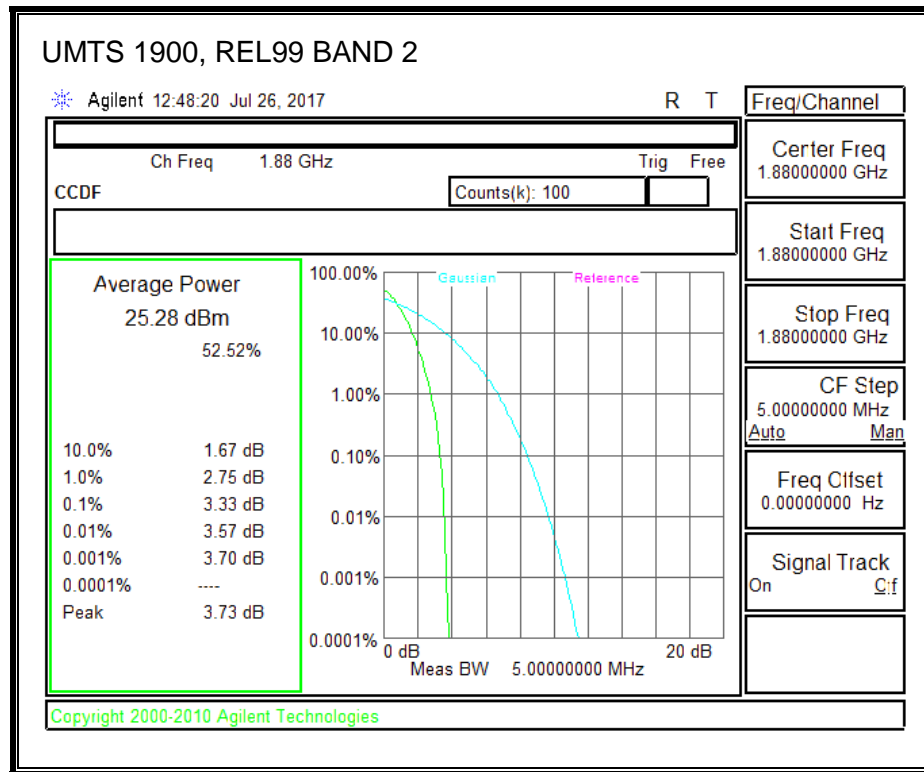 UMTS 1900, REL99 BAND 2
Agilent 12:48:20 Jul 26, 2017 R T
Freq/Channel
Ch Freq 1.88 GHz Trig Free
CCDF Counts(k): 100
Average Power
25.28 dBm
52.52%
10.0% 1.67 dB
1.0% 2.75 dB
0.1% 3.33 dB
0.01% 3.57 dB
0.001% 3.70 dB
0.0001% ----
Peak 3.73 dB
Gaussian Reference
100.00%
10.00%
1.00%
0.10%
0.01%
0.001%
0.0001%
0 dB 20 dB
Meas BW 5.00000000 MHz
Center Freq
1.88000000 GHz
Start Freq
1.88000000 GHz
Stop Freq
1.88000000 GHz
CF Step
5.00000000 MHz
Auto Man
Freq Offset
0.00000000 Hz
Signal Track
On Off
Copyright 2000-2010 Agilent Technologies